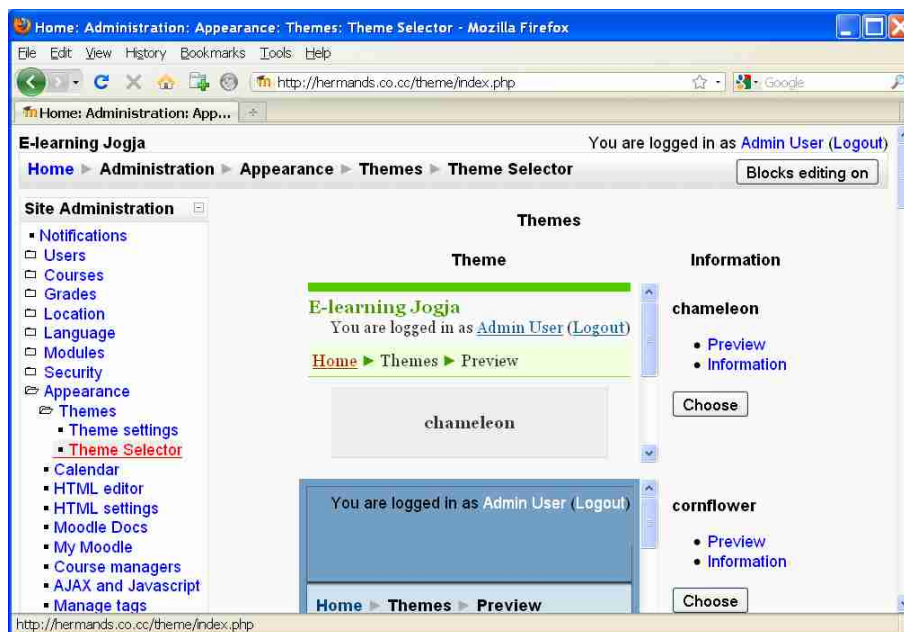 Home: Administration: Appearance: Themes: Theme Selector - Mozilla Firefox
File Edit View History Bookmarks Tools Help
http://hermands.co.cc/theme/index.php
Google
Home: Administration: App...
E-learning Jogja
You are logged in as Admin User (Logout)
Home ► Administration ► Appearance ► Themes ► Theme Selector
Blocks editing on
Site Administration
Notifications
Users
Courses
Grades
Location
Language
Modules
Security
Appearance
Themes
Theme settings
Theme Selector
Calendar
HTML editor
HTML settings
Moodle Docs
My Moodle
Course managers
AJAX and Javascript
Manage tags
Themes
Theme
Information
E-learning Jogja
You are logged in as Admin User (Logout)
Home ► Themes ► Preview
chameleon
chameleon
Preview
Information
Choose
You are logged in as Admin User (Logout)
Home ► Themes ► Preview
cornflower
Preview
Information
Choose
http://hermands.co.cc/theme/index.php